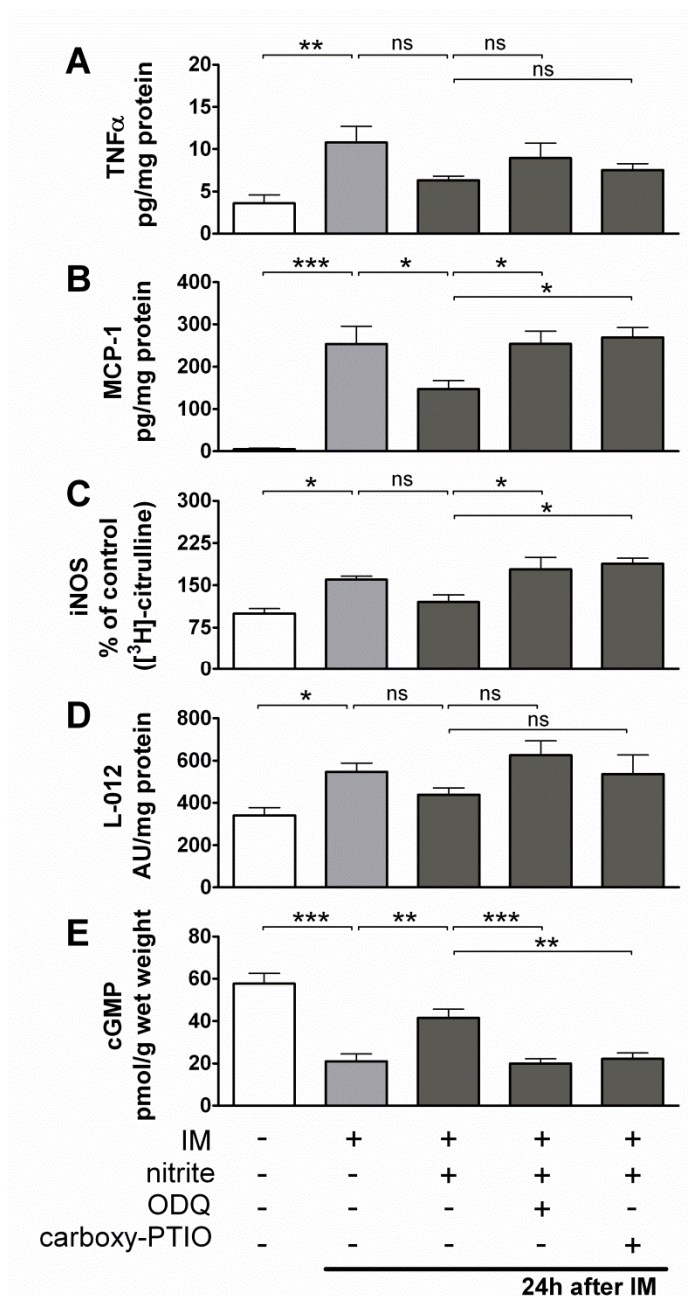 A
** ns ns
ns
TNFα
pg/mg protein
20
15
10
5
0
B
*** * *
*
MCP-1
pg/mg protein
400
300
200
100
0
C
* ns *
*
iNOS
% of control
([³H]-citrulline)
300
225
150
75
0
D
* ns ns
ns
L-012
AU/mg protein
800
600
400
200
0
E
*** ** ***
**
cGMP
pmol/g wet weight
80
60
40
20
0
IM - + + + +
nitrite - - + + +
ODQ - - - + -
carboxy-PTIO - - - - +
24h after IM